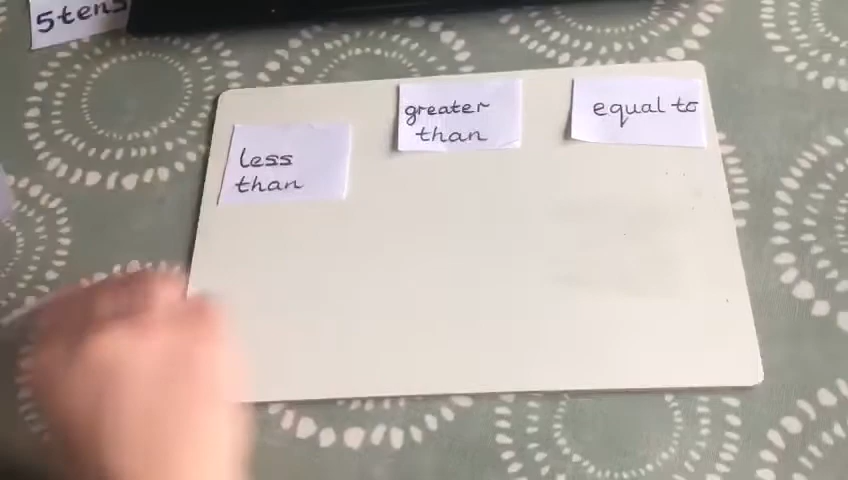 5tens
less
than
greater
than
equal to